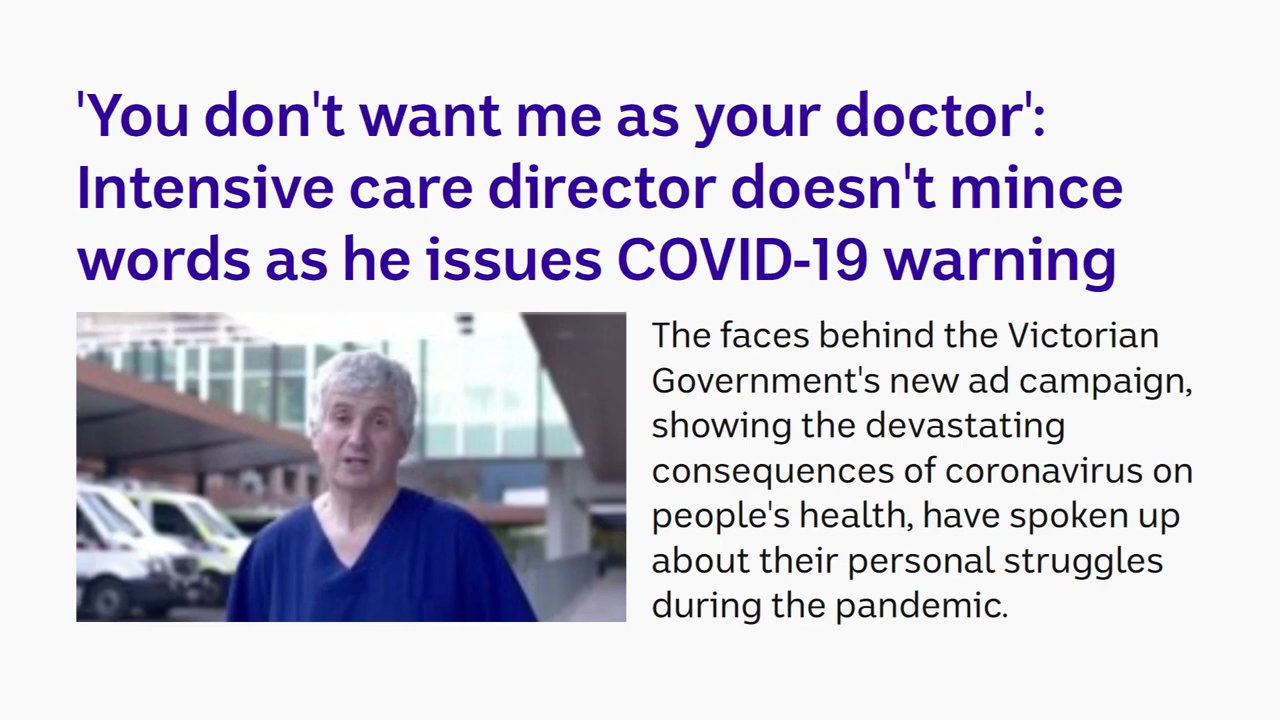 'You don't want me as your doctor':
Intensive care director doesn't mince
words as he issues COVID-19 warning
The faces behind the Victorian
Government's new ad campaign,
showing the devastating
consequences of coronavirus on
people's health, have spoken up
about their personal struggles
during the pandemic.